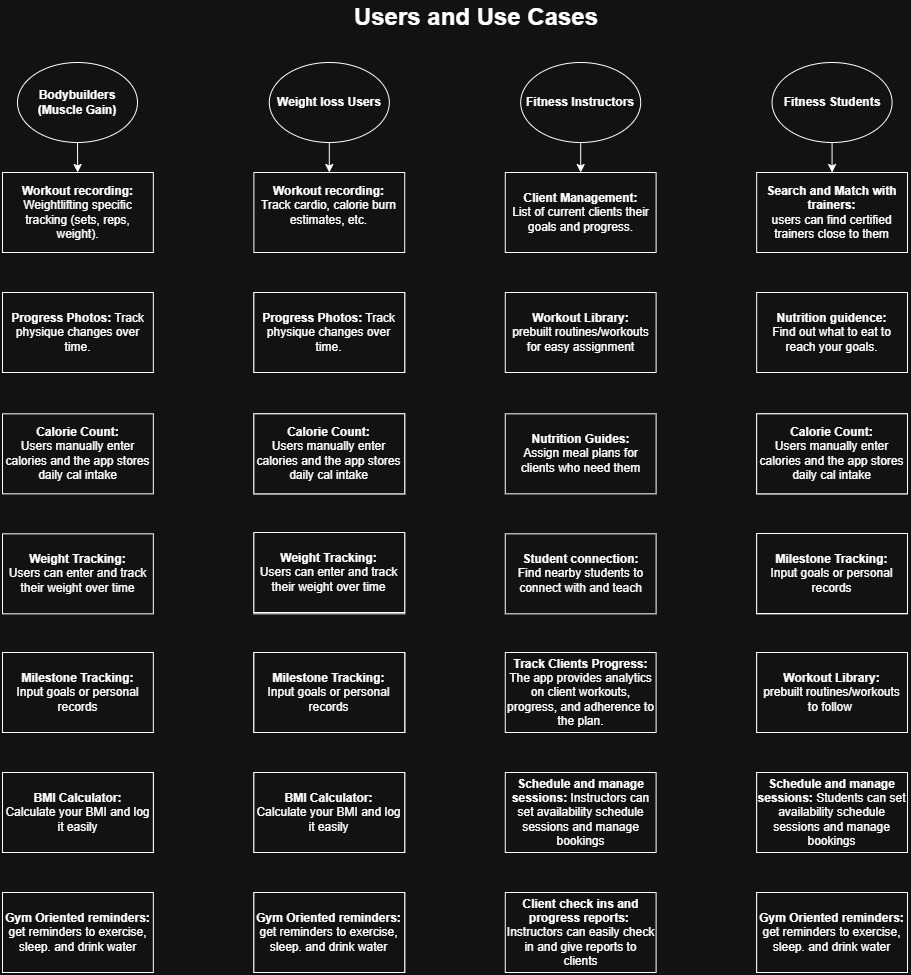 Users and Use Cases
Bodybuilders
(Muscle Gain)
Workout recording:
Weightlifting specific
tracking (sets, reps,
weight).
Progress Photos: Track
physique changes over
time.
Calorie Count:
Users manually enter
calories and the app stores
daily cal intake
Weight Tracking:
Users can enter and track
their weight over time
Milestone Tracking:
Input goals or personal
records
BMI Calculator:
Calculate your BMI and log
it easily
Gym Oriented reminders:
get reminders to exercise,
sleep. and drink water
Weight loss Users
Workout recording:
Track cardio, calorie burn
estimates, etc.
Progress Photos: Track
physique changes over
time.
Calorie Count:
Users manually enter
calories and the app stores
daily cal intake
Weight Tracking:
Users can enter and track
their weight over time
Milestone Tracking:
Input goals or personal
records
BMI Calculator:
Calculate your BMI and log
it easily
Gym Oriented reminders:
get reminders to exercise,
sleep. and drink water
Fitness Instructors
Client Management:
List of current clients their
goals and progress.
Workout Library:
prebuilt routines/workouts
for easy assignment
Nutrition Guides:
Assign meal plans for
clients who need them
Student connection:
Find nearby students to
connect with and teach
Track Clients Progress:
The app provides analytics
on client workouts,
progress, and adherence to
the plan.
Schedule and manage
sessions: Instructors can
set availability schedule
sessions and manage
bookings
Client check ins and
progress reports:
Instructors can easily check
in and give reports to
clients
Fitness Students
Search and Match with
trainers:
users can find certified
trainers close to them
Nutrition guidence:
Find out what to eat to
reach your goals.
Calorie Count:
Users manually enter
calories and the app stores
daily cal intake
Milestone Tracking:
Input goals or personal
records
Workout Library:
prebuilt routines/workouts
to follow
Schedule and manage
sessions: Students can set
availability schedule
sessions and manage
bookings
Gym Oriented reminders:
get reminders to exercise,
sleep. and drink water